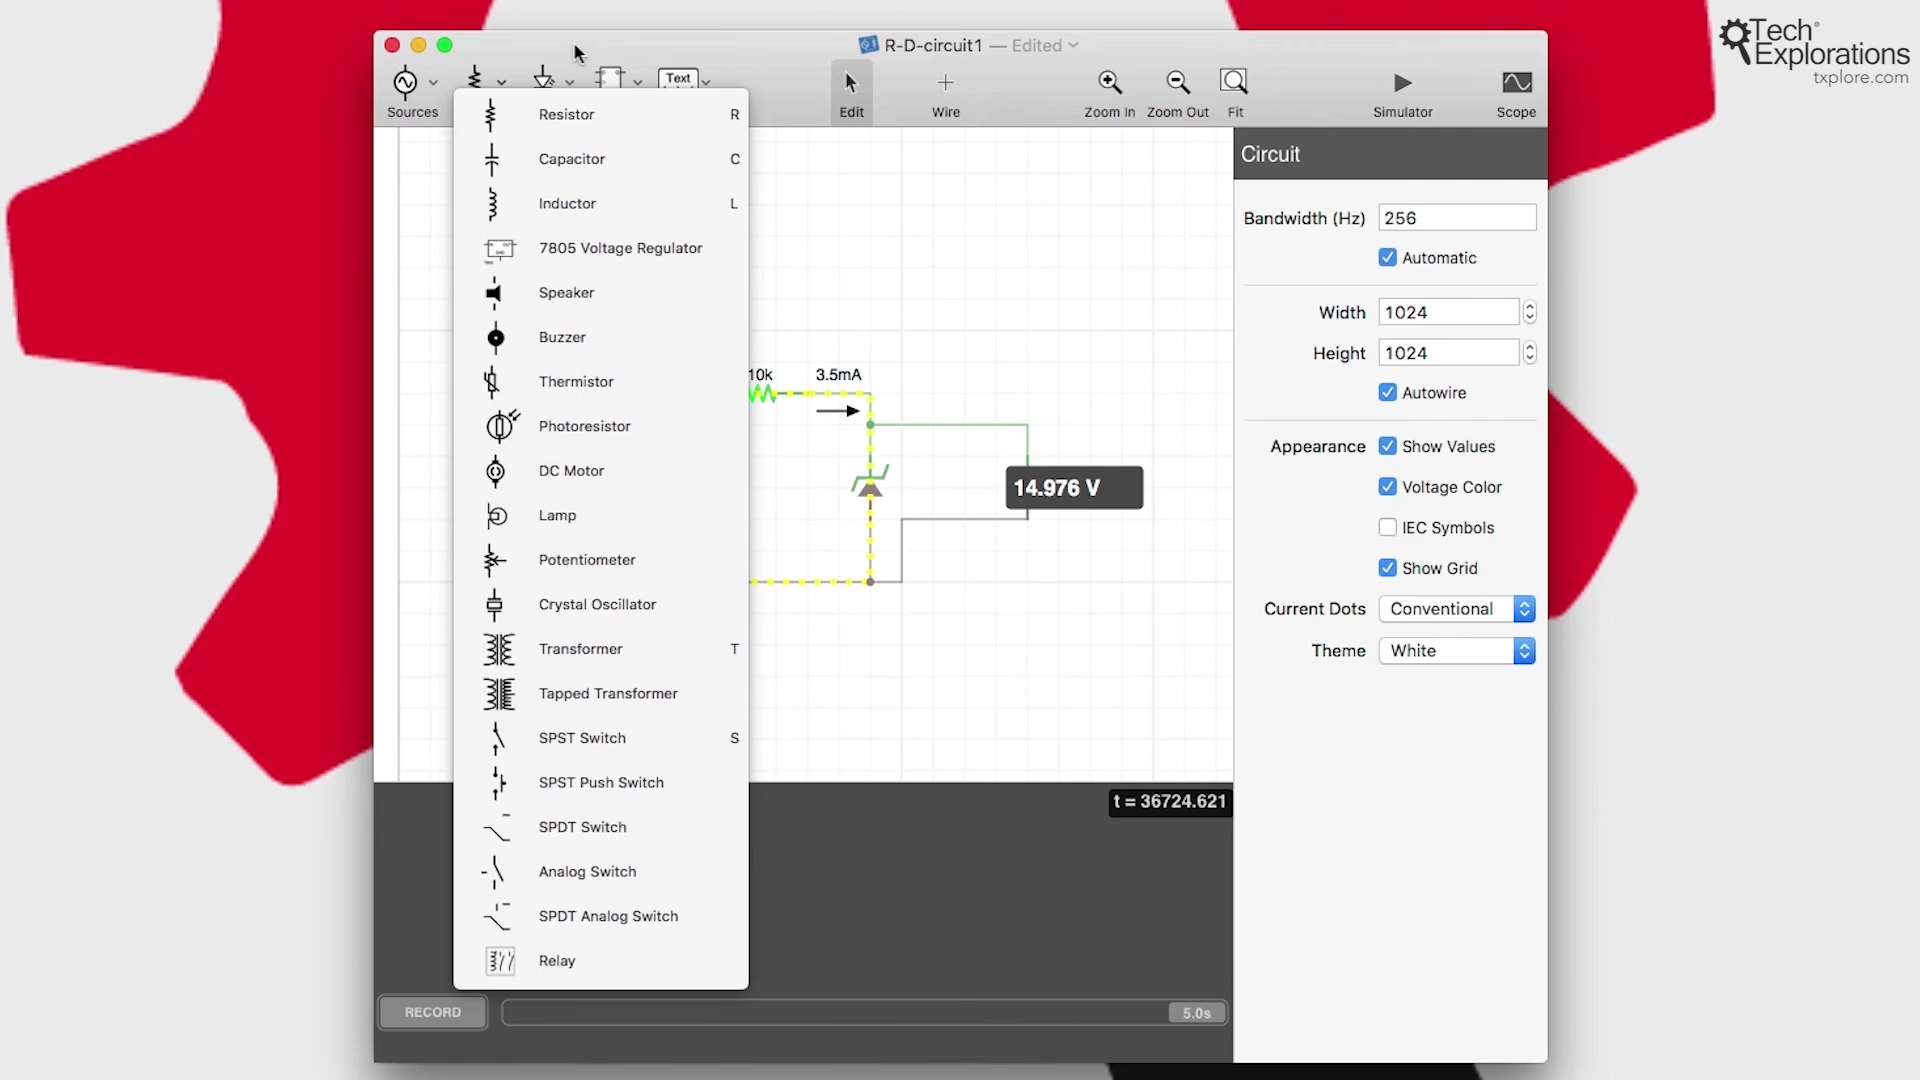 Tech
Explorations
txplore.com
R-D-circuit1 — Edited
Text
Sources
Edit
Wire
Zoom In
Zoom Out
Fit
Simulator
Scope
Resistor R
Capacitor C
Inductor L
7805 Voltage Regulator
Speaker
Buzzer
Thermistor
Photoresistor
DC Motor
Lamp
Potentiometer
Crystal Oscillator
Transformer T
Tapped Transformer
SPST Switch S
SPST Push Switch
SPDT Switch
Analog Switch
SPDT Analog Switch
Relay
10k
3.5mA
14.976 V
t = 36724.621
RECORD
5.0s
Circuit
Bandwidth (Hz) 256
Automatic
Width 1024
Height 1024
Autowire
Appearance Show Values
Voltage Color
IEC Symbols
Show Grid
Current Dots Conventional
Theme White